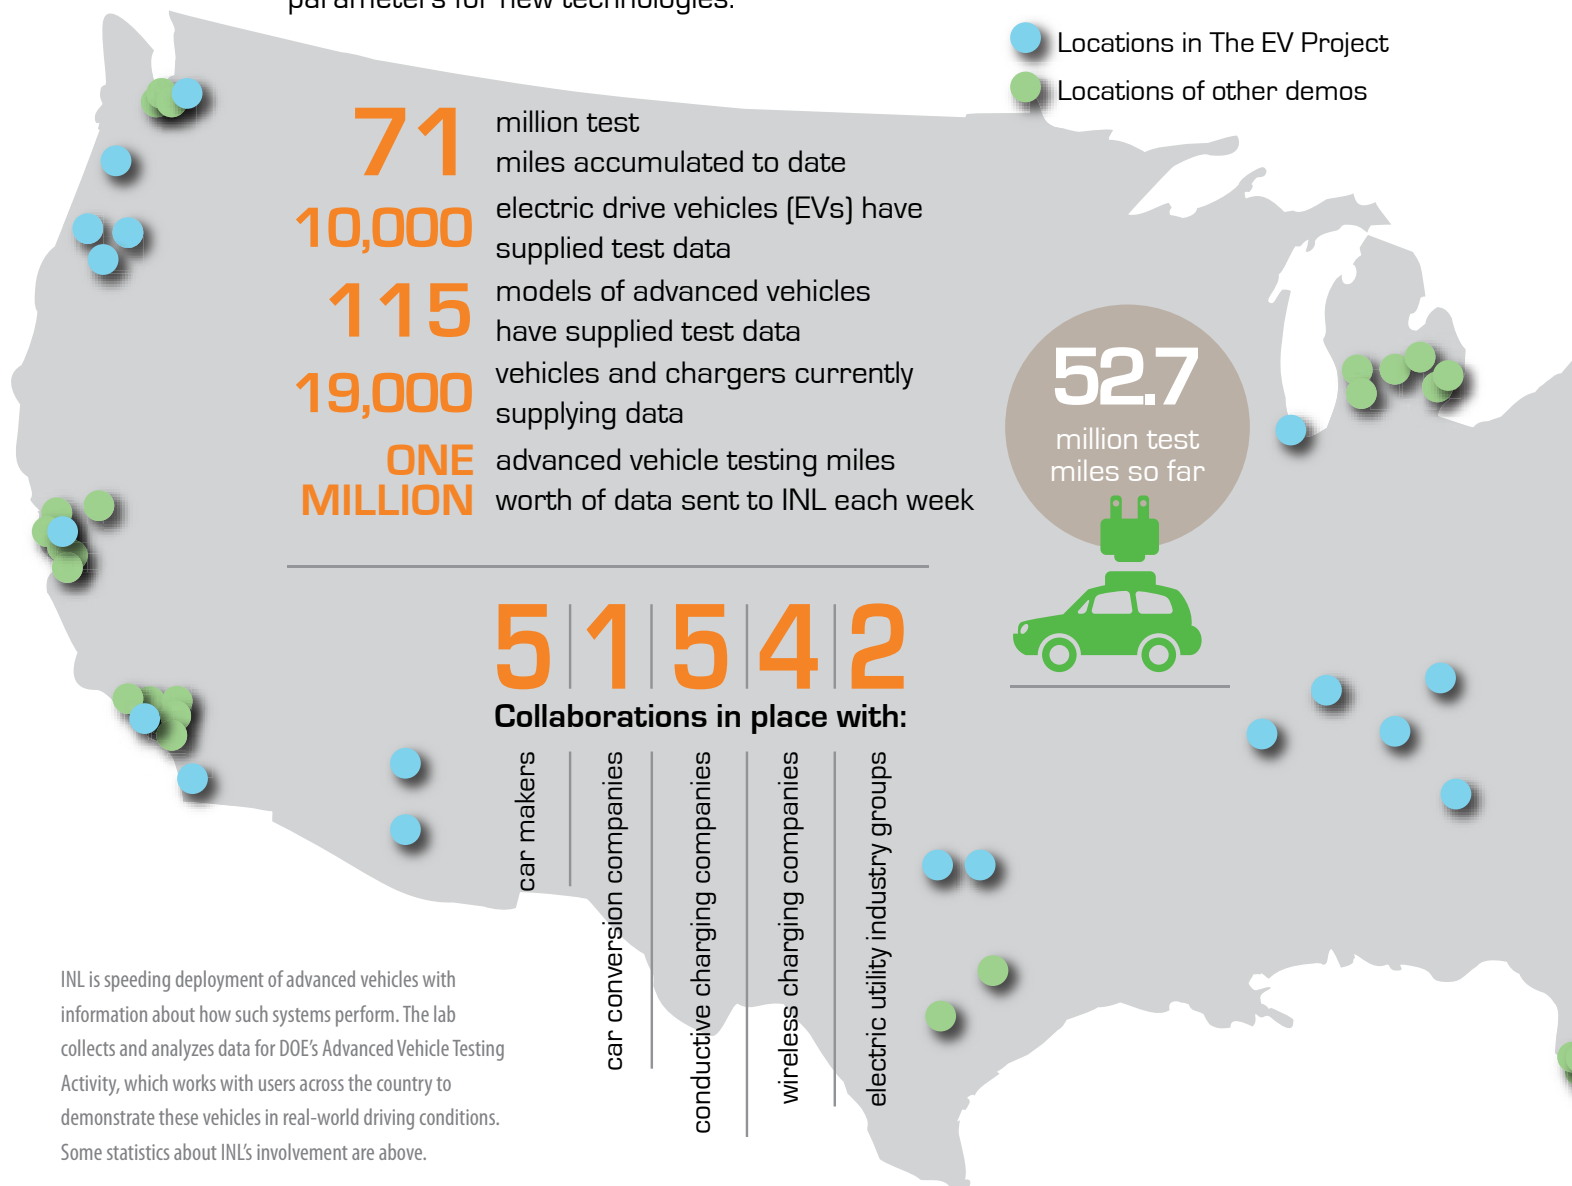 parameters for new technologies.
Locations in The EV Project
Locations of other demos
71 million test
miles accumulated to date
10,000 electric drive vehicles (EVs) have
supplied test data
115 models of advanced vehicles
have supplied test data
19,000 vehicles and chargers currently
supplying data
ONE
MILLION
advanced vehicle testing miles
worth of data sent to INL each week
52.7
million test
miles so far
5 1 5 4 2
Collaborations in place with:
car makers
car conversion companies
conductive charging companies
wireless charging companies
electric utility industry groups
INL is speeding deployment of advanced vehicles with
information about how such systems perform. The lab
collects and analyzes data for DOE's Advanced Vehicle Testing
Activity, which works with users across the country to
demonstrate these vehicles in real-world driving conditions.
Some statistics about INL's involvement are above.